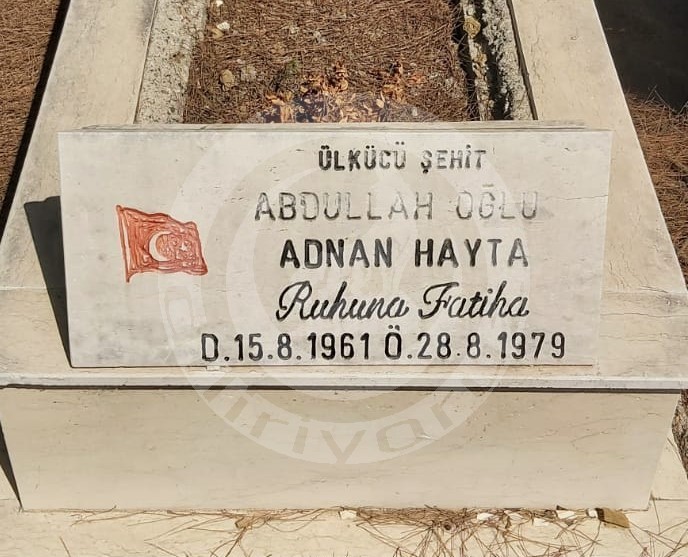 ÜLKÜCÜ ŞEHİT
ABDULLAH OĞLU
ADNAN HAYTA
Ruhuna Fatiha
D.15.8.1961 Ö.28.8.1979